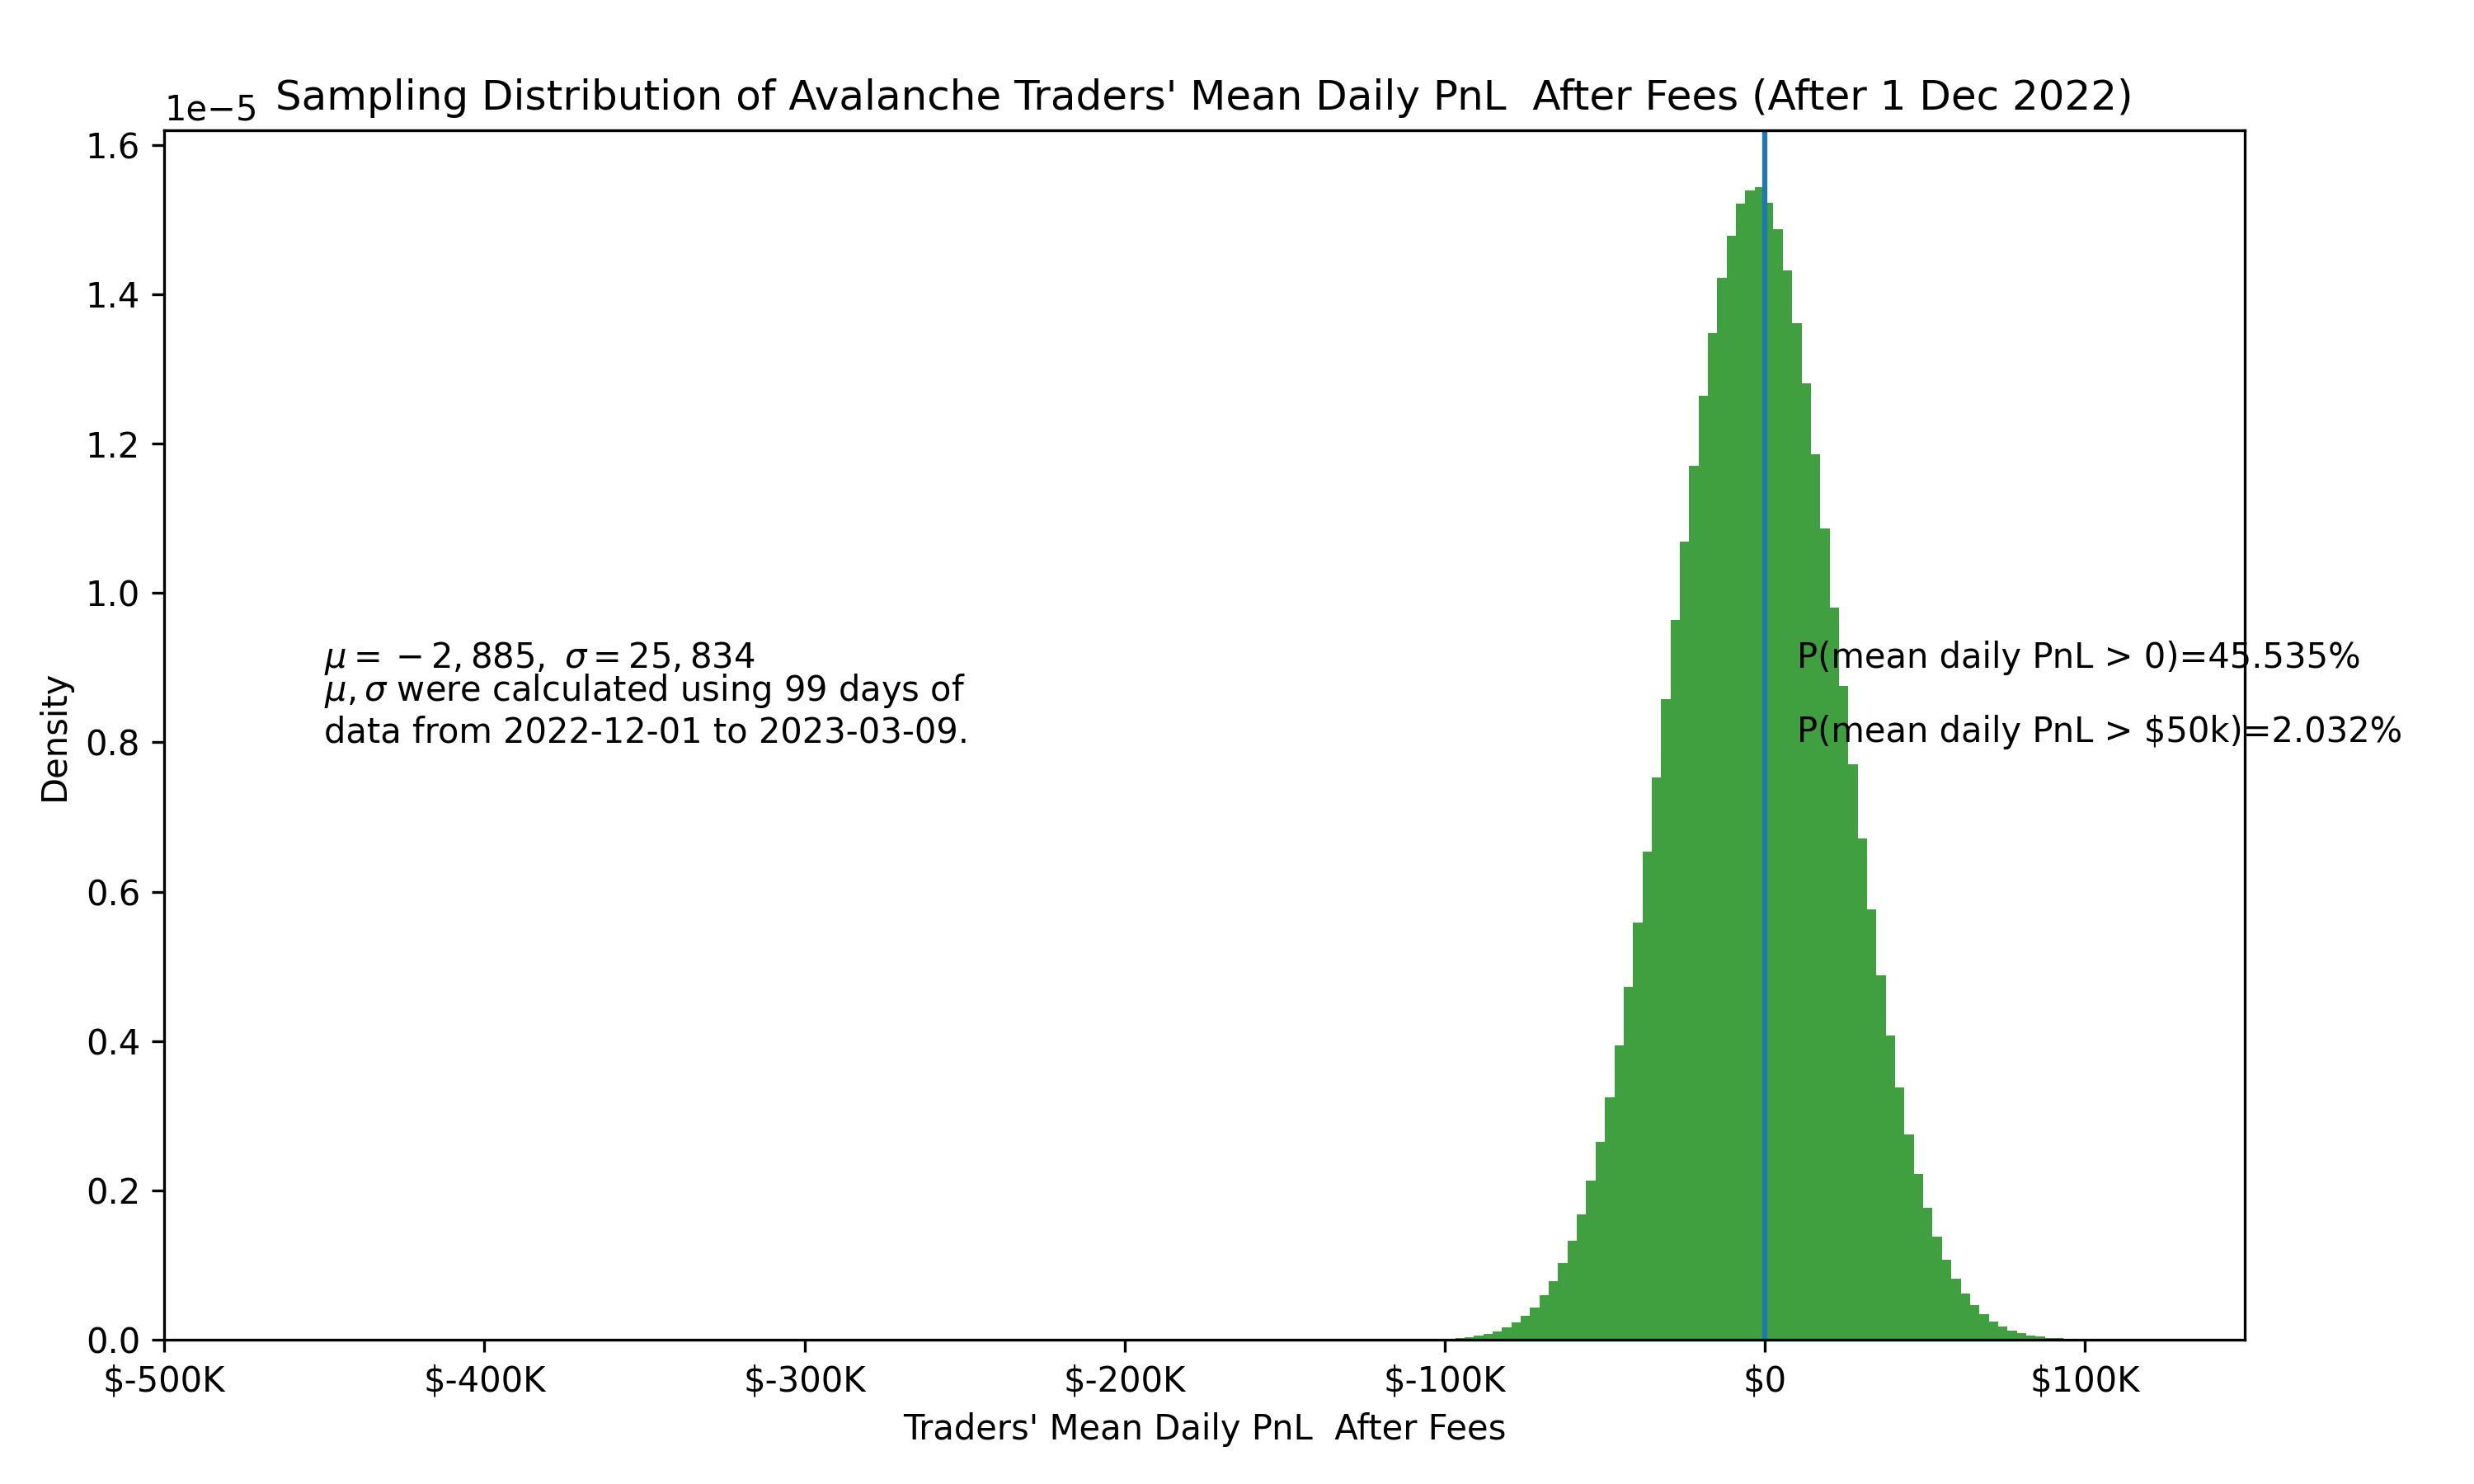 Sampling Distribution of Avalanche Traders' Mean Daily PnL  After Fees (After 1 Dec 2022)
1e−5
1.6
1.4
1.2
1.0
0.8
0.6
0.4
0.2
0.0
Density
μ = −2,885, σ = 25,834
μ, σ were calculated using 99 days of
data from 2022-12-01 to 2023-03-09.
P(mean daily PnL > 0)=45.535%
P(mean daily PnL > $50k)=2.032%
$-500K
$-400K
$-300K
$-200K
$-100K
$0
$100K
Traders' Mean Daily PnL  After Fees